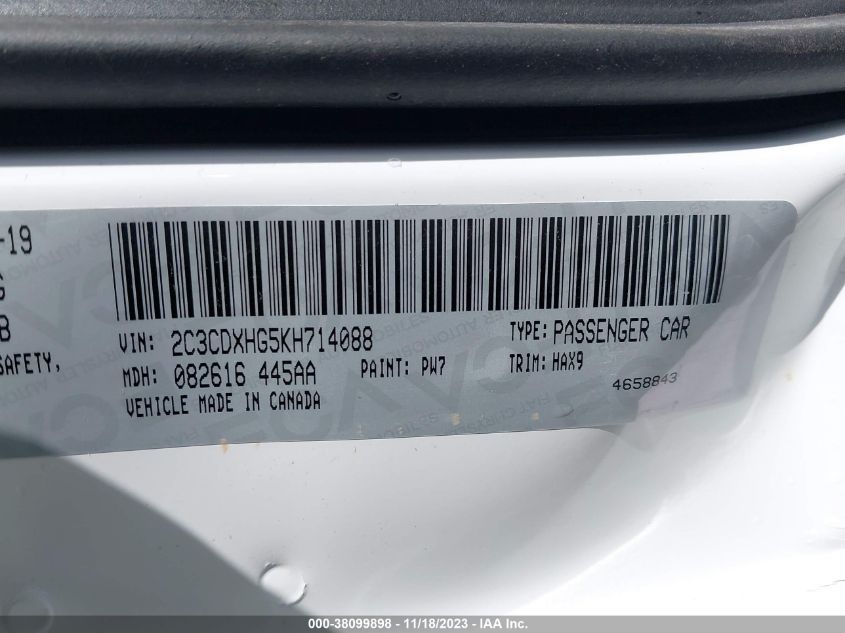 -19
B
SAFETY,
VIN: 2C3CDXHG5KH714088
TYPE: PASSENGER CAR
MDH: 082616 445AA
PAINT: PW7
TRIM: HAX9
4658843
VEHICLE MADE IN CANADA
000-38099898 - 11/18/2023 - IAA Inc.